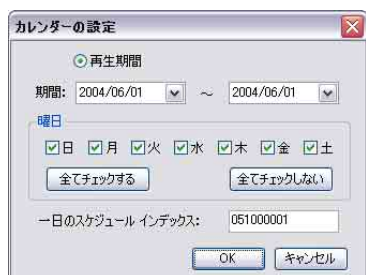 カレンダーの設定
再生期間
期間: 2004/06/01 ～ 2004/06/01
曜日
日 月 火 水 木 金 土
全てチェックする 全てチェックしない
一日のスケジュール インデックス: 051000001
OK キャンセル